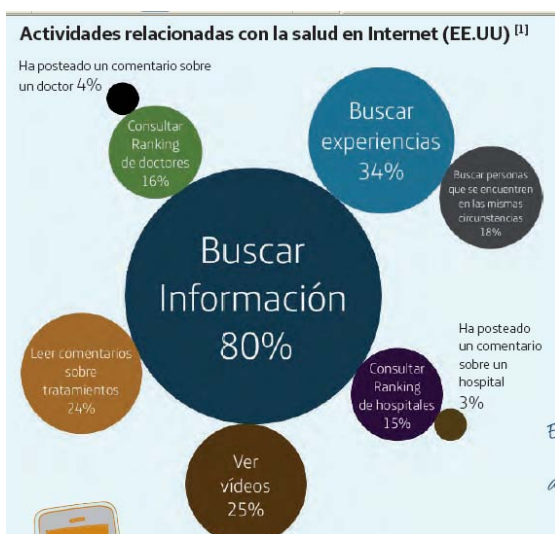 Actividades relacionadas con la salud en Internet (EE.UU) [1]
Ha posteado un comentario sobre
un doctor 4%
Consultar
Ranking
de doctores
16%
Buscar
experiencias
34%
Buscar personas
que se encuentren
en las mismas
circunstancias
18%
Buscar
Información
80%
Leer comentarios
sobre
tratamientos
24%
Consultar
Ranking
de hospitales
15%
Ha posteado
un comentario
sobre un
hospital
3%
Ver
vídeos
25%